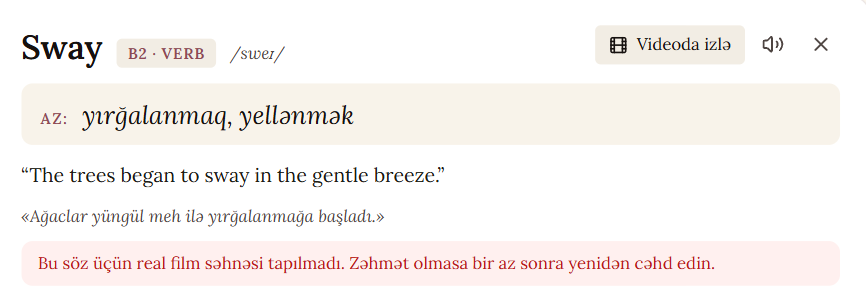 Sway B2 · VERB /sweɪ/ Videoda izlə
AZ: yırğalanmaq, yellənmək
“The trees began to sway in the gentle breeze.”
«Ağaclar yüngül meh ilə yırğalanmağa başladı.»
Bu söz üçün real film səhnəsi tapılmadı. Zəhmət olmasa bir az sonra yenidən cəhd edin.